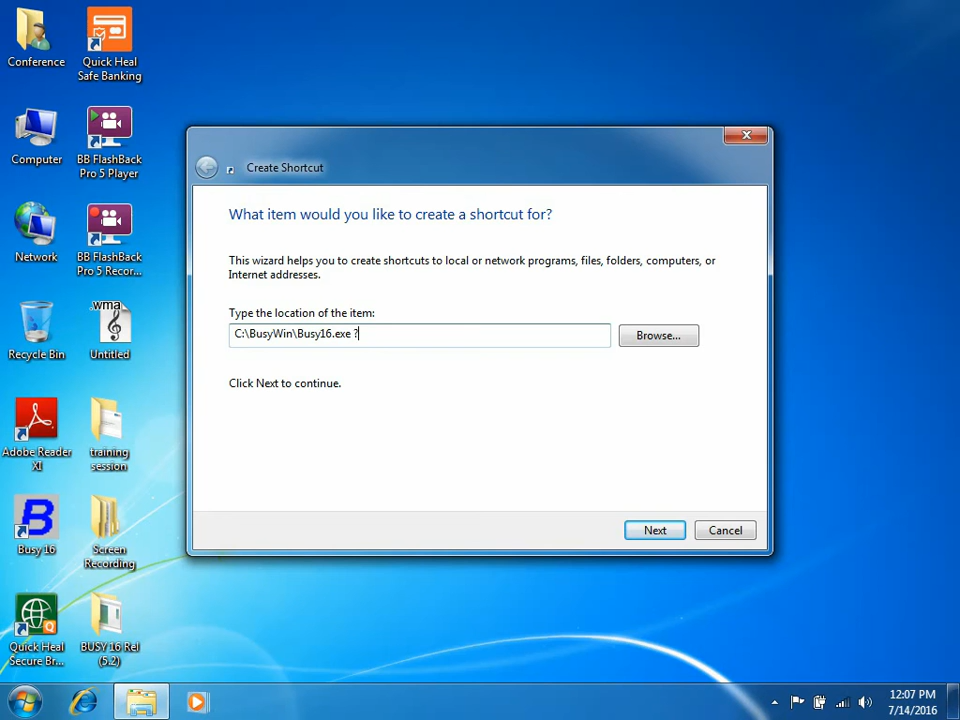 Conference
Quick Heal
Safe Banking
Computer
BB FlashBack
Pro 5 Player
Network
BB FlashBack
Pro 5 Recor...
Recycle Bin
.wma
Untitled
Adobe Reader
XI
training
session
Busy 16
Screen
Recording
Quick Heal
Secure Br...
BUSY 16 Rel
(5.2)
Create Shortcut
What item would you like to create a shortcut for?
This wizard helps you to create shortcuts to local or network programs, files, folders, computers, or
Internet addresses.
Type the location of the item:
C:\BusyWin\Busy16.exe ?
Browse...
Click Next to continue.
Next
Cancel
12:07 PM
7/14/2016